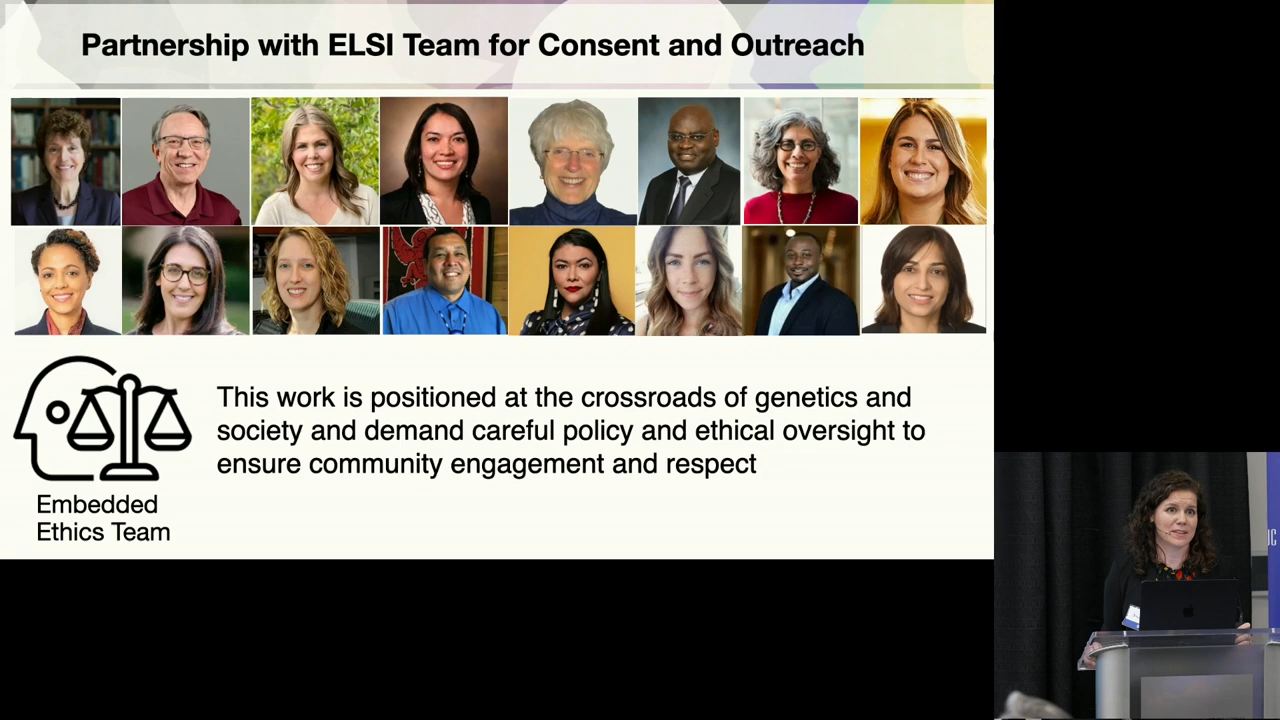 Partnership with ELSI Team for Consent and Outreach
This work is positioned at the crossroads of genetics and
society and demand careful policy and ethical oversight to
ensure community engagement and respect
Embedded
Ethics Team